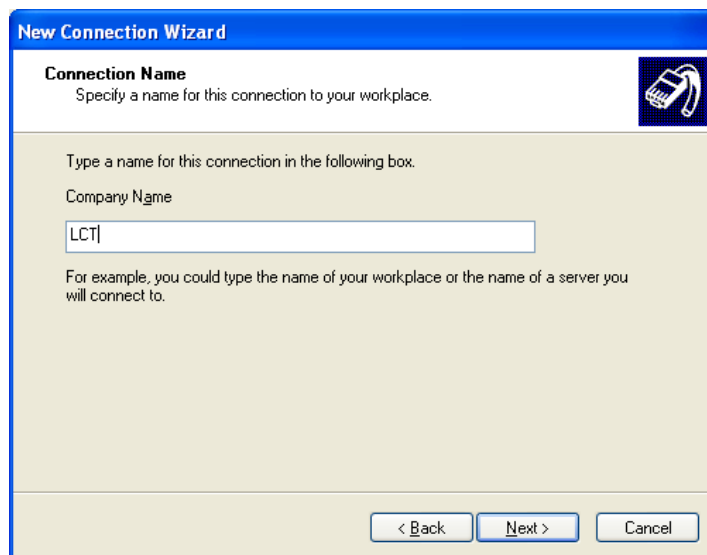 New Connection Wizard
Connection Name
Specify a name for this connection to your workplace.
Type a name for this connection in the following box.
Company Name
LCT
For example, you could type the name of your workplace or the name of a server you
will connect to.
< Back Next > Cancel